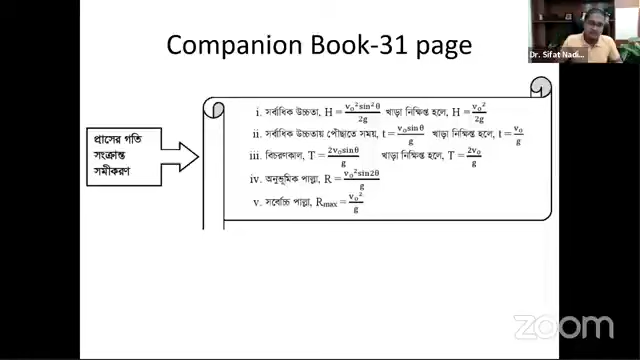 Companion Book-31 page
Dr. Sifat Nadi...
প্রাসের গতি
সংক্রান্ত
সমীকরণ
i. সর্বাধিক উচ্চতা, H = v₀²sin²θ/2g খাড়া নিক্ষিপ্ত হলে, H = v₀²/2g
ii. সর্বাধিক উচ্চতায় পৌঁছাতে সময়, t = v₀sinθ/g খাড়া নিক্ষিপ্ত হলে, t = v₀/g
iii. বিচরণকাল, T = 2v₀sinθ/g খাড়া নিক্ষিপ্ত হলে, T = 2v₀/g
iv. অনুভূমিক পাল্লা, R = v₀²sin2θ/g
v. সর্বোচ্চ পাল্লা, Rmax = v₀²/g
zoom